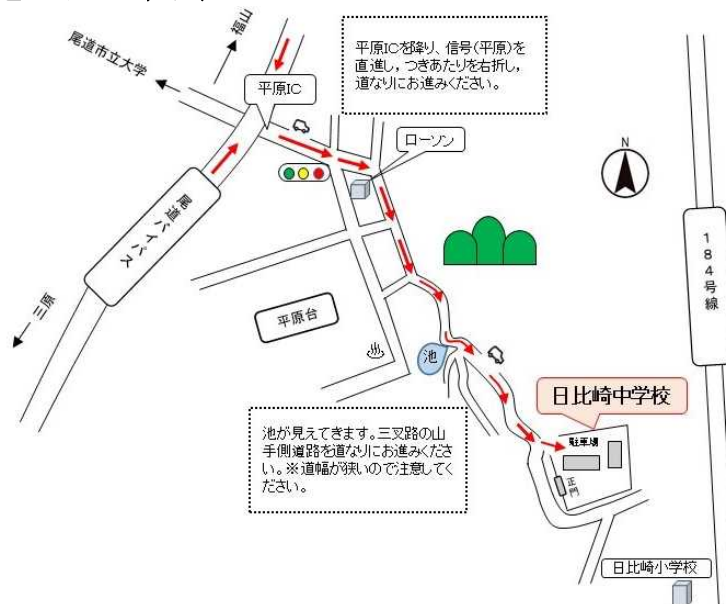 福山
尾道市立大学
平原ICを降り、信号(平原)を
直進し，つきあたりを右折し，
道なりにお進みください。
平原IC
ローソン
N
尾道バイパス
184号線
三原
平原台
池
日比崎中学校
駐車場
池が見えてきます。三叉路の山
手側道路を道なりにお進みくださ
い。※道幅が狭いので注意してく
ださい。
正門
日比崎小学校